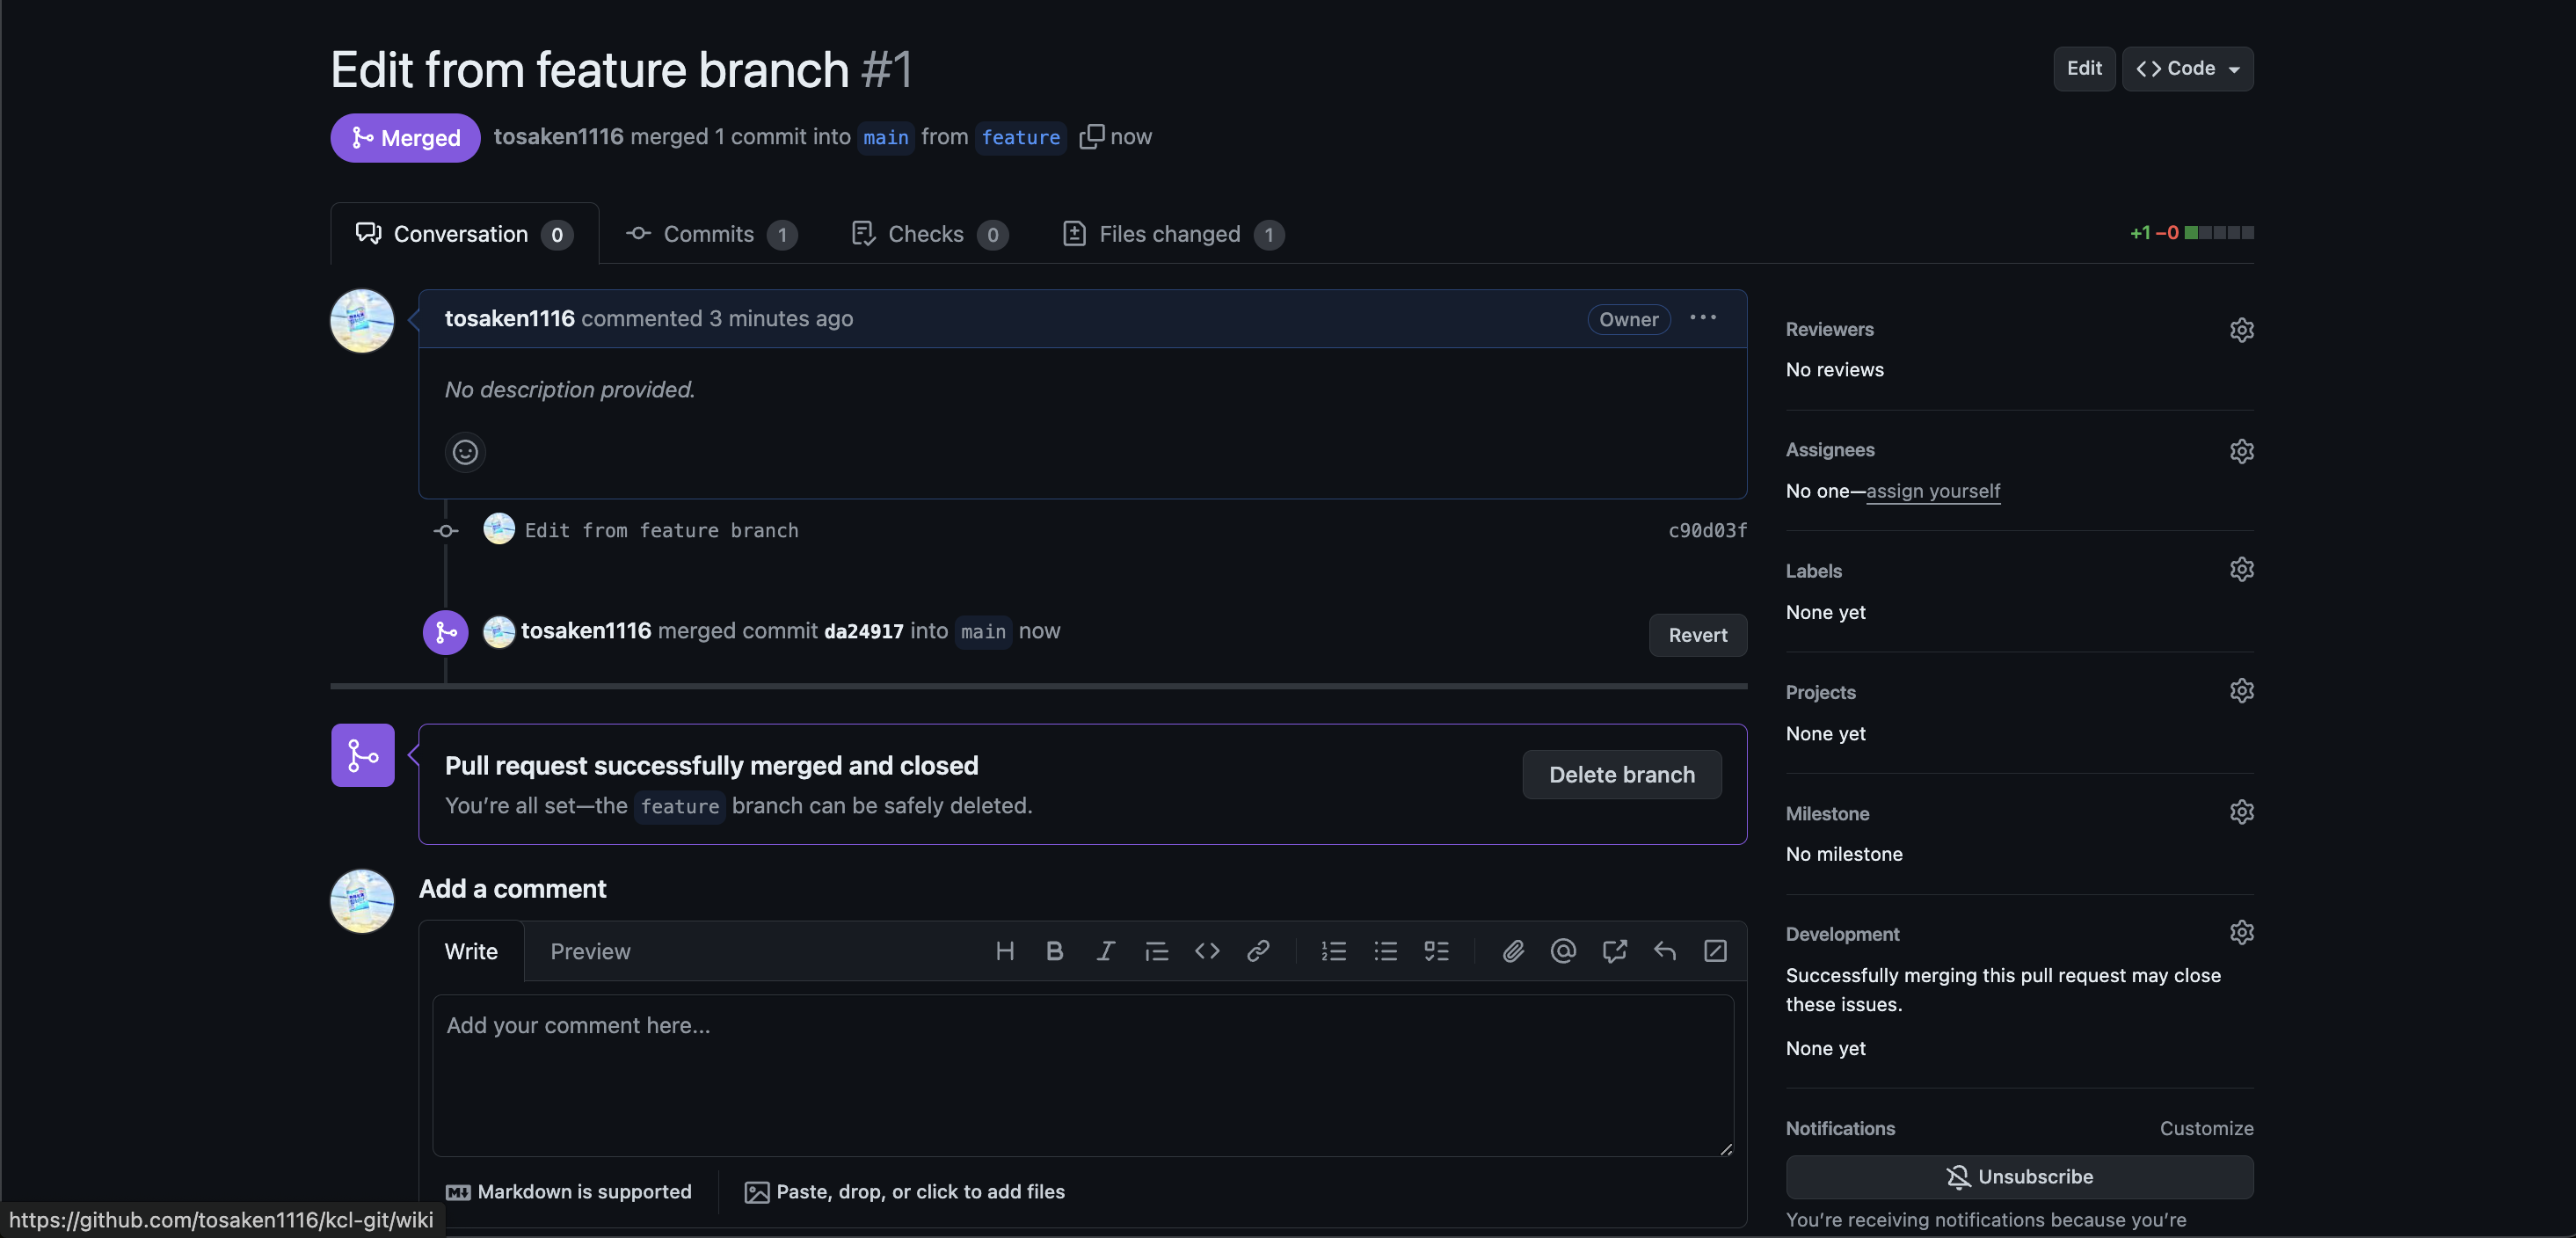 Edit from feature branch #1
Edit
Code
Merged
tosaken1116 merged 1 commit into main from feature now
Conversation 0
Commits 1
Checks 0
Files changed 1
+1 −0
tosaken1116 commented 3 minutes ago
Owner
No description provided.
Edit from feature branch
c90d03f
tosaken1116 merged commit da24917 into main now
Revert
Pull request successfully merged and closed
You’re all set—the feature branch can be safely deleted.
Delete branch
Add a comment
Write
Preview
Add your comment here...
Markdown is supported
Paste, drop, or click to add files
Reviewers
No reviews
Assignees
No one—assign yourself
Labels
None yet
Projects
None yet
Milestone
No milestone
Development
Successfully merging this pull request may close
these issues.
None yet
Notifications
Customize
Unsubscribe
You’re receiving notifications because you’re
https://github.com/tosaken1116/kcl-git/wiki